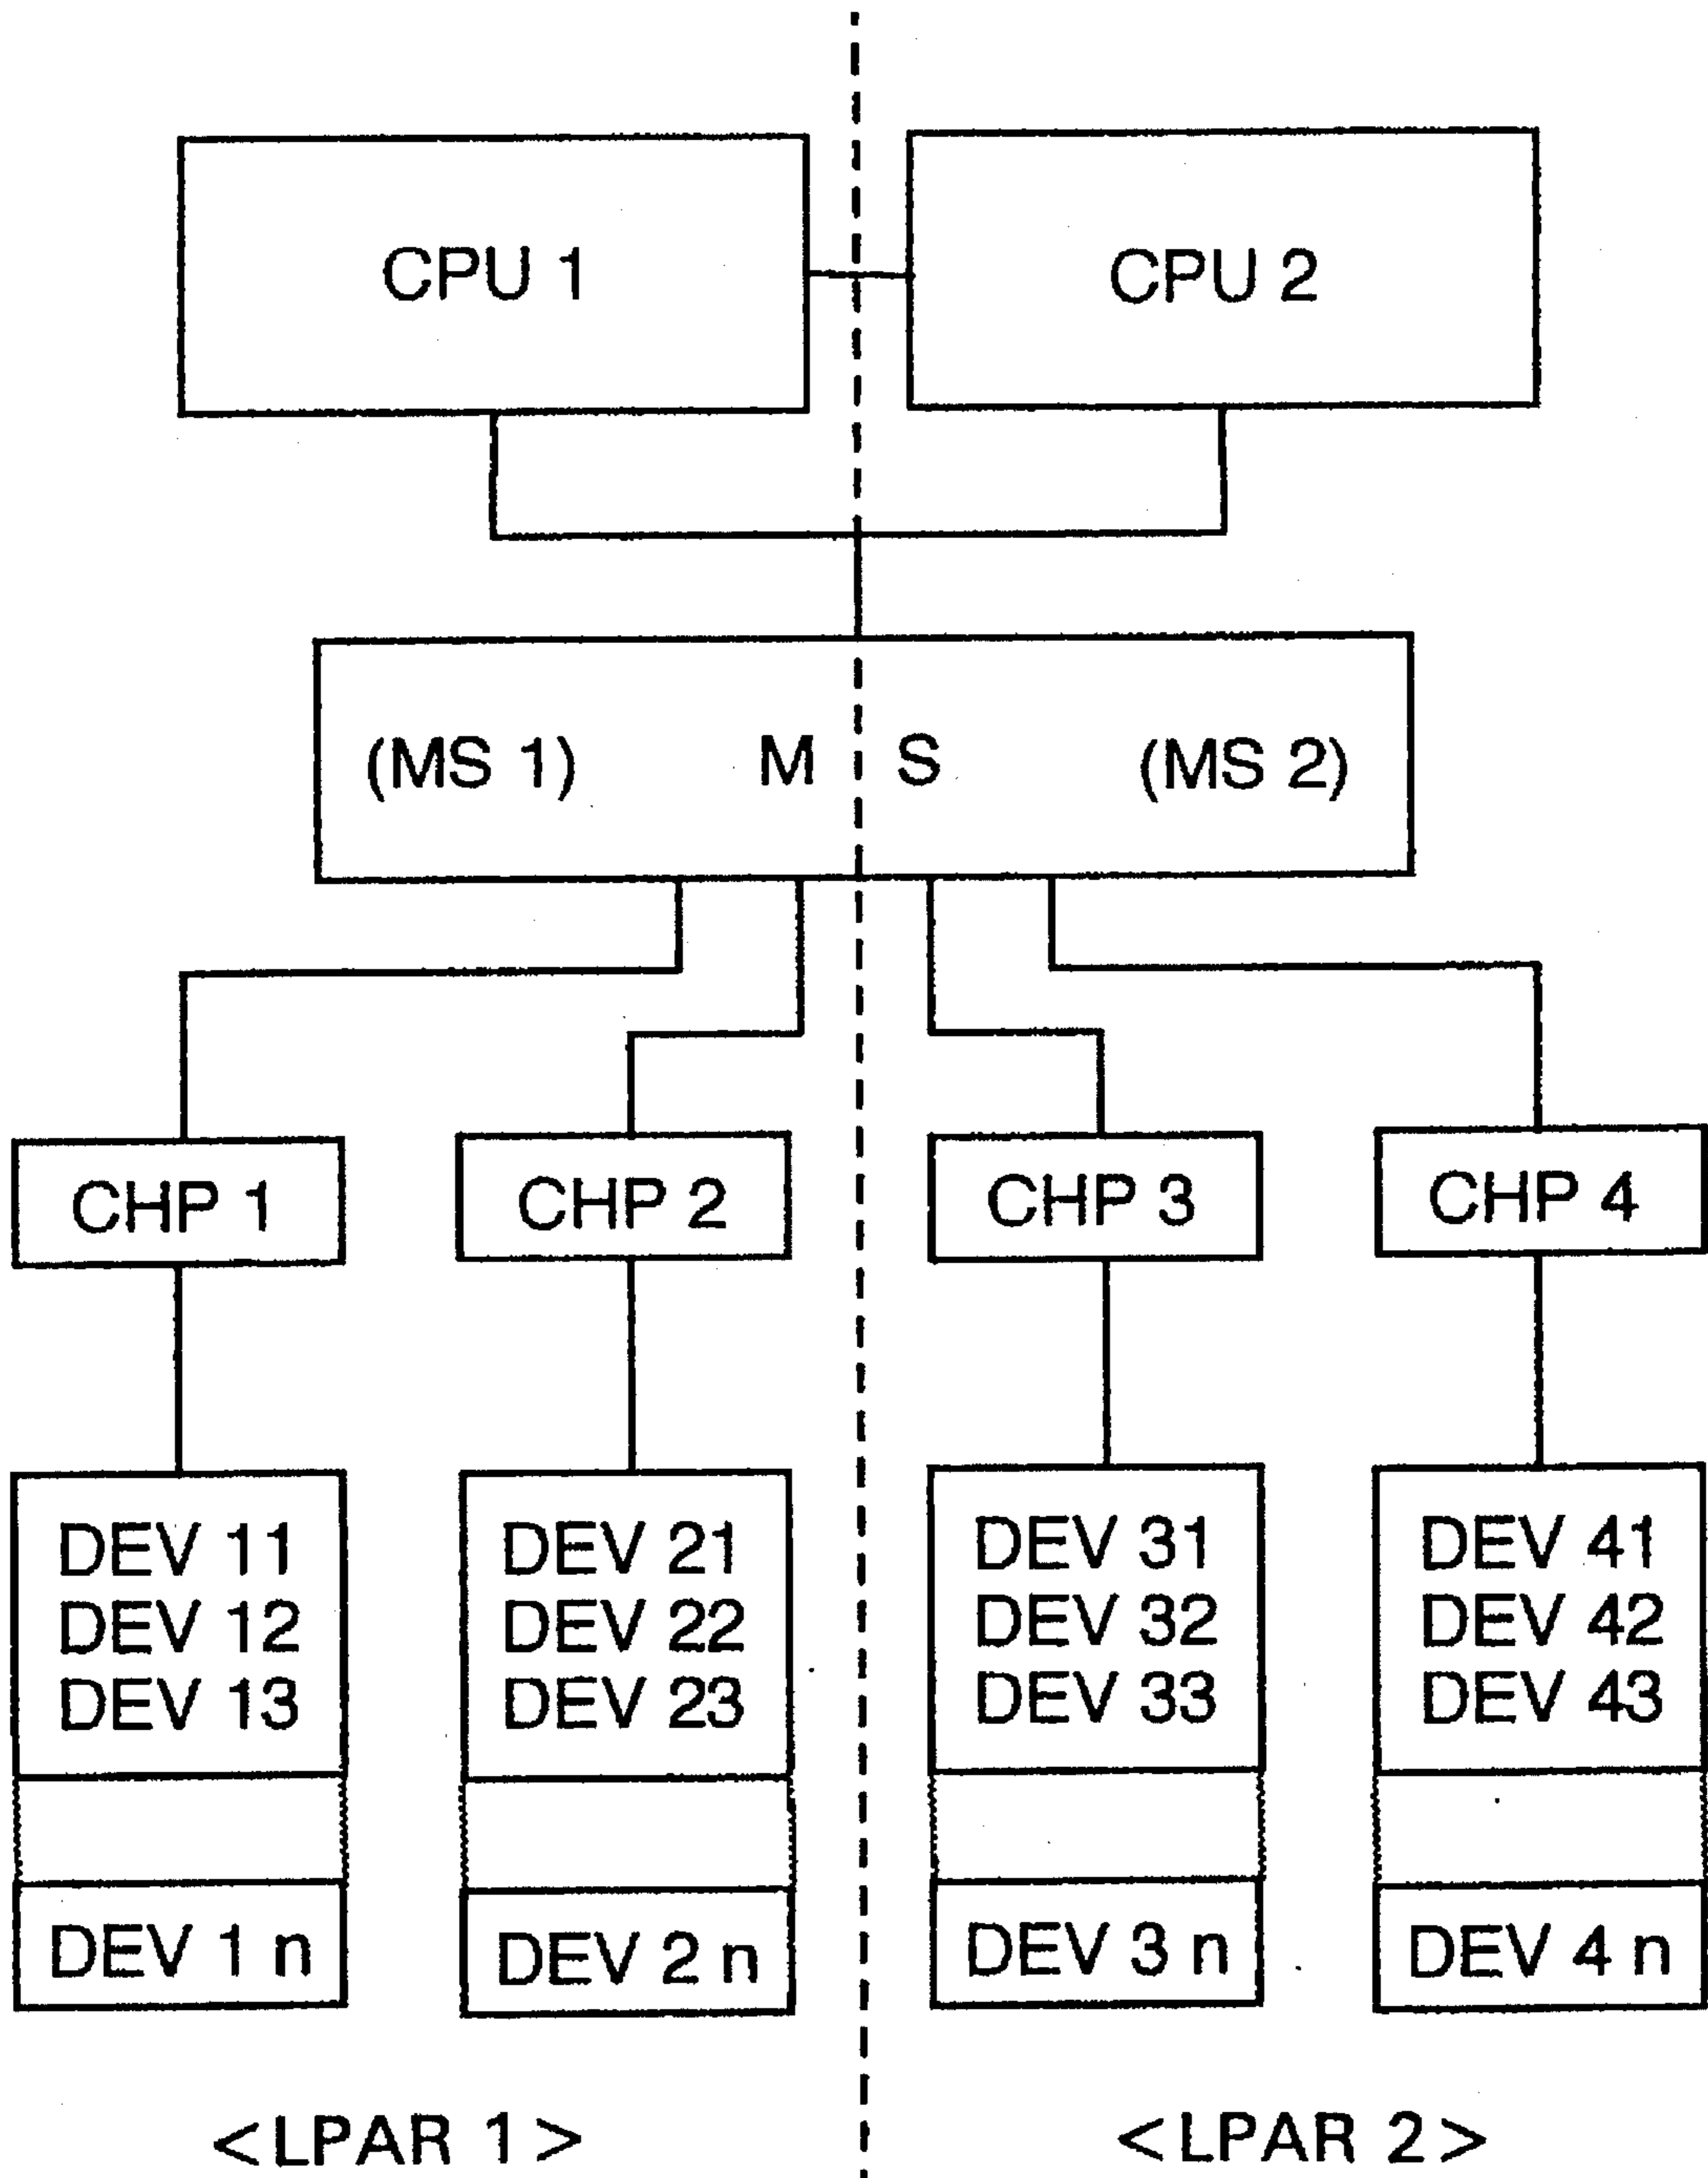 CPU 1
CPU 2
(MS 1) M S (MS 2)
CHP 1
CHP 2
CHP 3
CHP 4
DEV 11
DEV 12
DEV 13
DEV 1 n
DEV 21
DEV 22
DEV 23
DEV 2 n
DEV 31
DEV 32
DEV 33
DEV 3 n
DEV 41
DEV 42
DEV 43
DEV 4 n
<LPAR 1>
<LPAR 2>